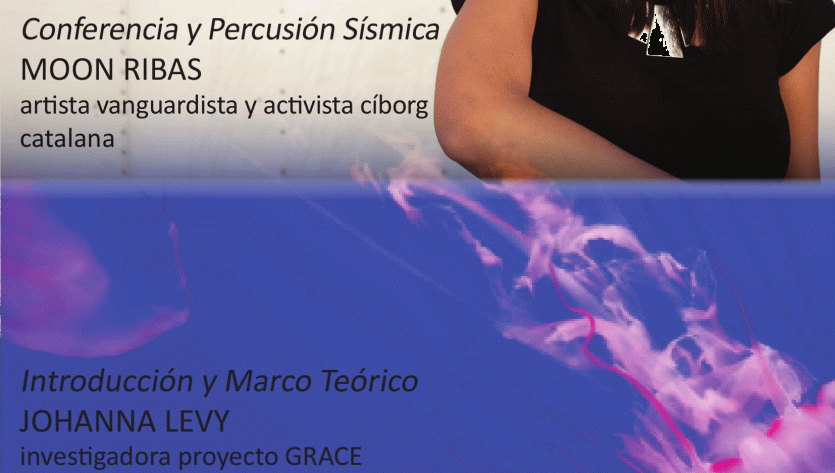 Conferencia y Percusión Sísmica
MOON RIBAS
artista vanguardista y activista cíborg
catalana
Introducción y Marco Teórico
JOHANNA LEVY
investigadora proyecto GRACE